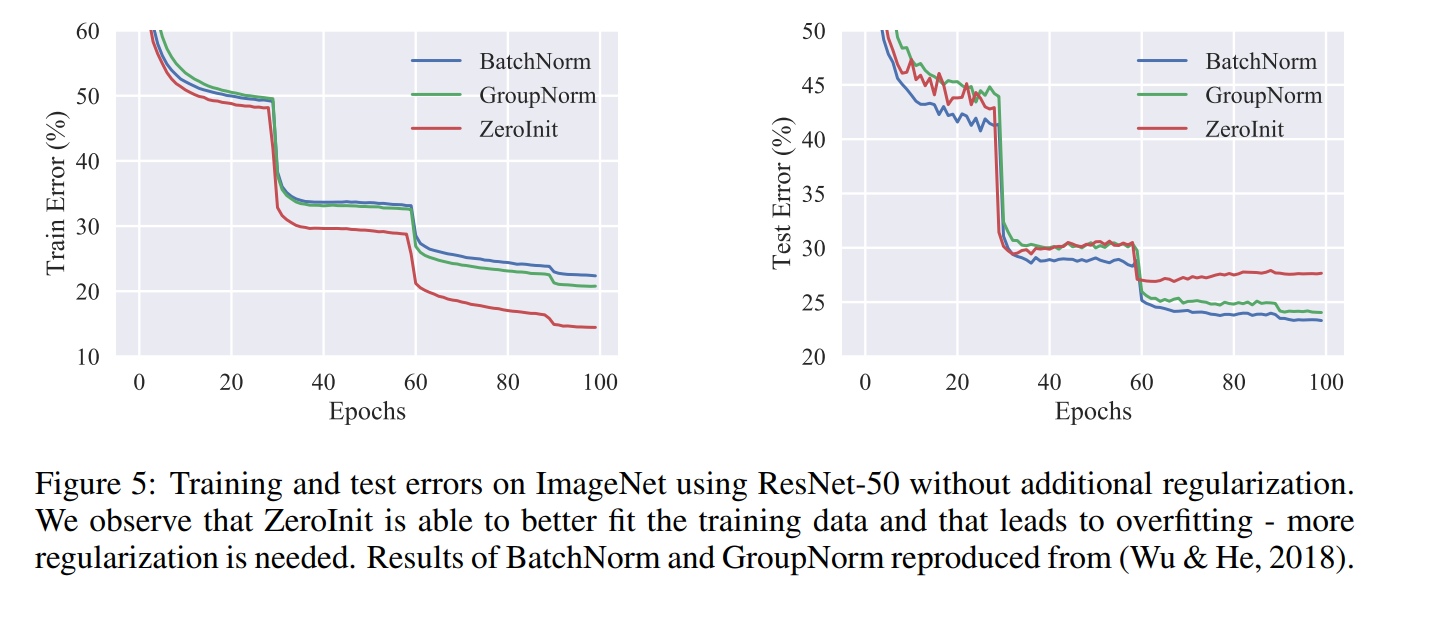 60
50
40
30
20
10
Train Error (%)
0 20 40 60 80 100
Epochs
BatchNorm
GroupNorm
ZeroInit
50
45
40
35
30
25
20
Test Error (%)
0 20 40 60 80 100
Epochs
BatchNorm
GroupNorm
ZeroInit
Figure 5: Training and test errors on ImageNet using ResNet-50 without additional regularization.
We observe that ZeroInit is able to better fit the training data and that leads to overfitting - more
regularization is needed. Results of BatchNorm and GroupNorm reproduced from (Wu & He, 2018).